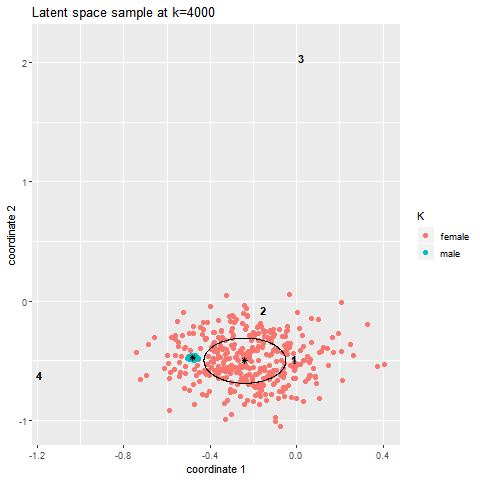 Latent space sample at k=4000
3
2
1
4
2
1
0
-1
-1.2
-0.8
-0.4
0.0
0.4
coordinate 1
coordinate 2
K
female
male